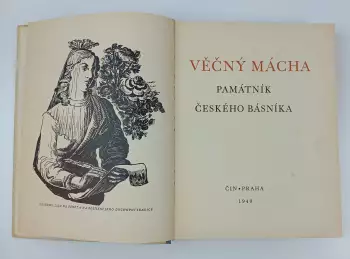 VĚČNÝ MÁCHA
PAMÁTNÍK
ČESKÉHO BÁSNÍKA
ČIN • PRAHA
1940